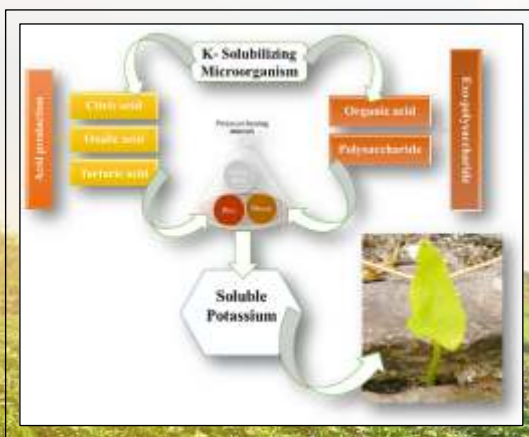 K- Solubilizing
Microorganism
Acid production
Citric acid
Oxalic acid
Tartaric acid
Organic acid
Polysaccharide
Exo-polysaccharide
Soluble
Potassium